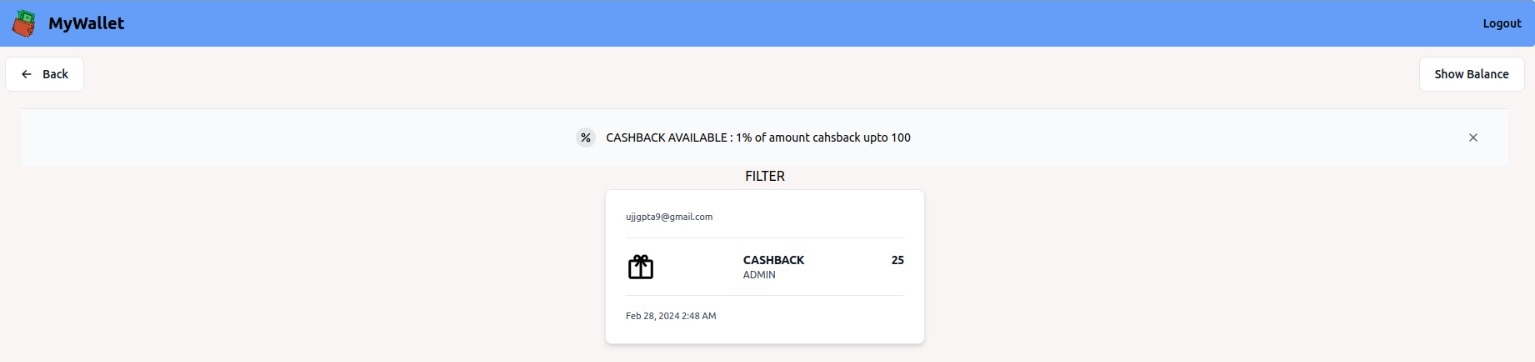 MyWallet
Logout
Back
Show Balance
% CASHBACK AVAILABLE : 1% of amount cahsback upto 100
FILTER
ujjgpta9@gmail.com
CASHBACK 25
ADMIN
Feb 28, 2024 2:48 AM